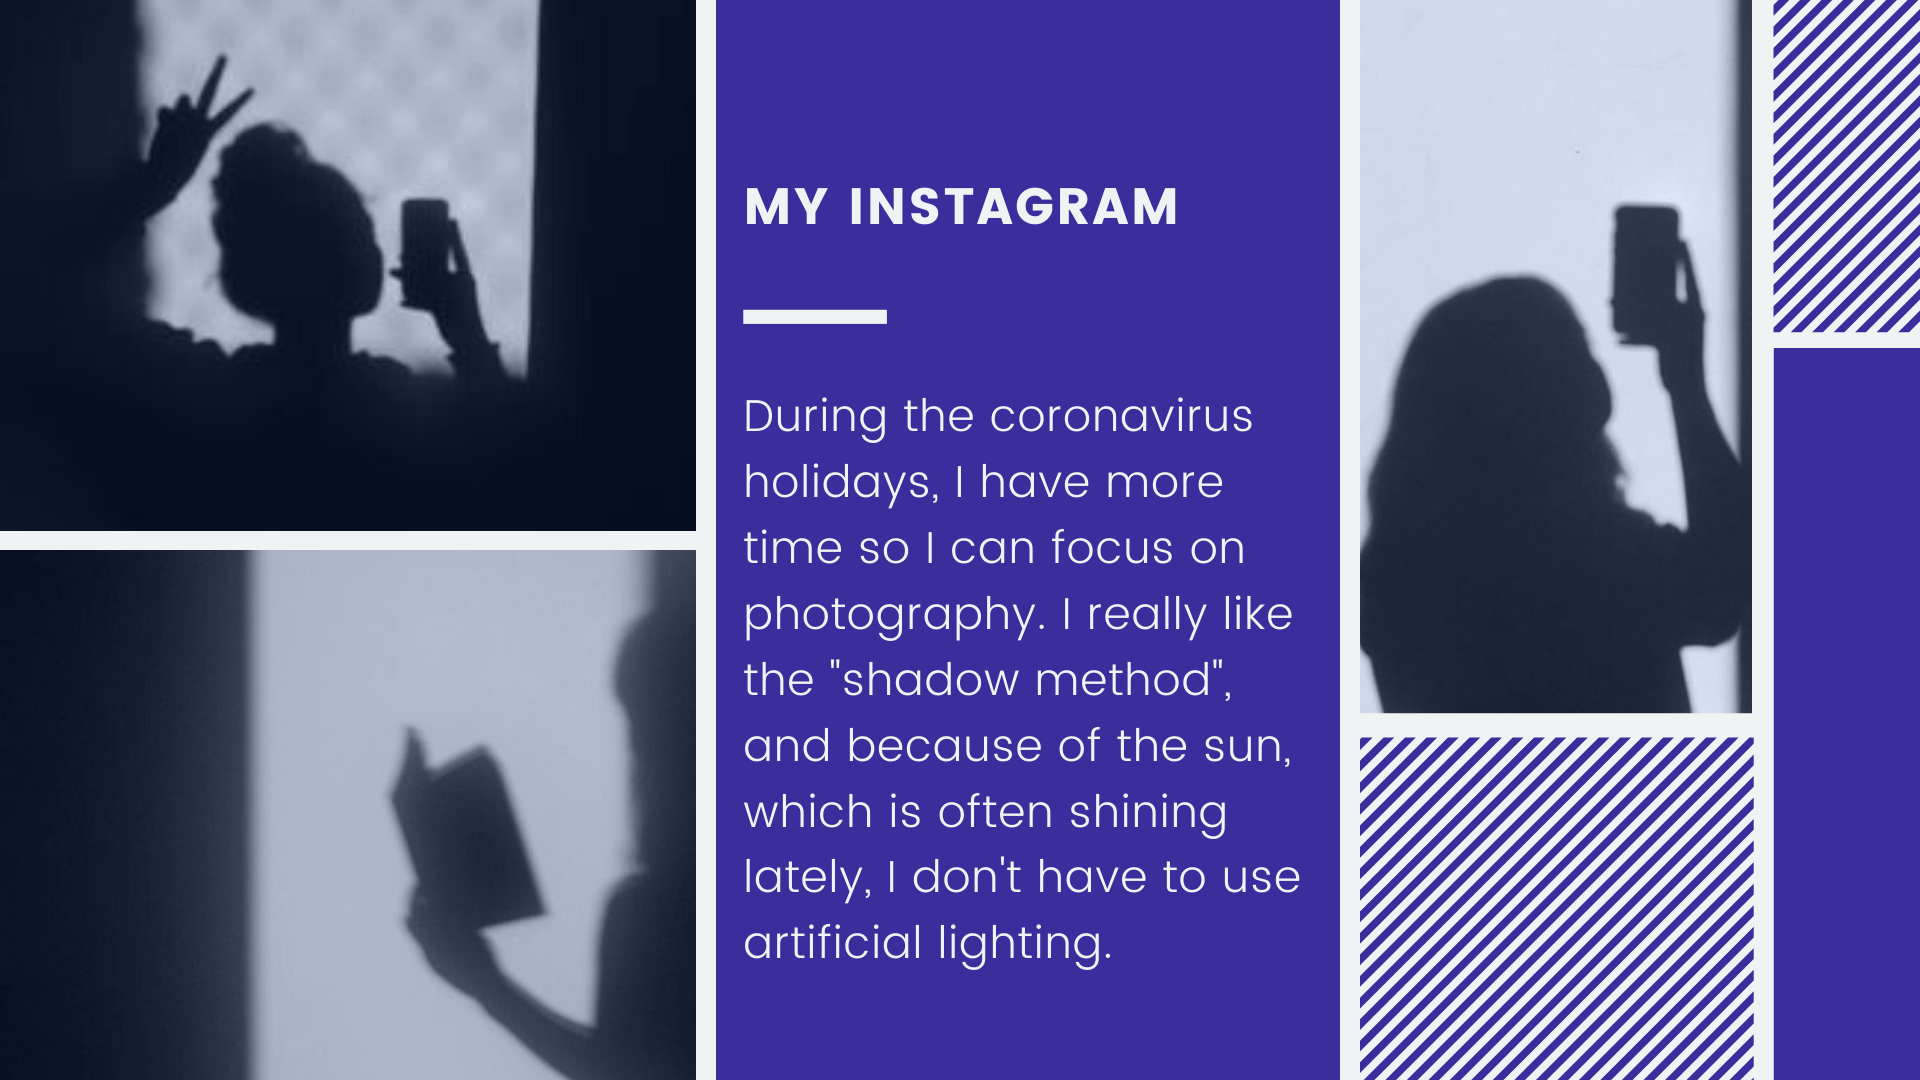 MY INSTAGRAM
During the coronavirus
holidays, I have more
time so I can focus on
photography. I really like
the "shadow method",
and because of the sun,
which is often shining
lately, I don't have to use
artificial lighting.